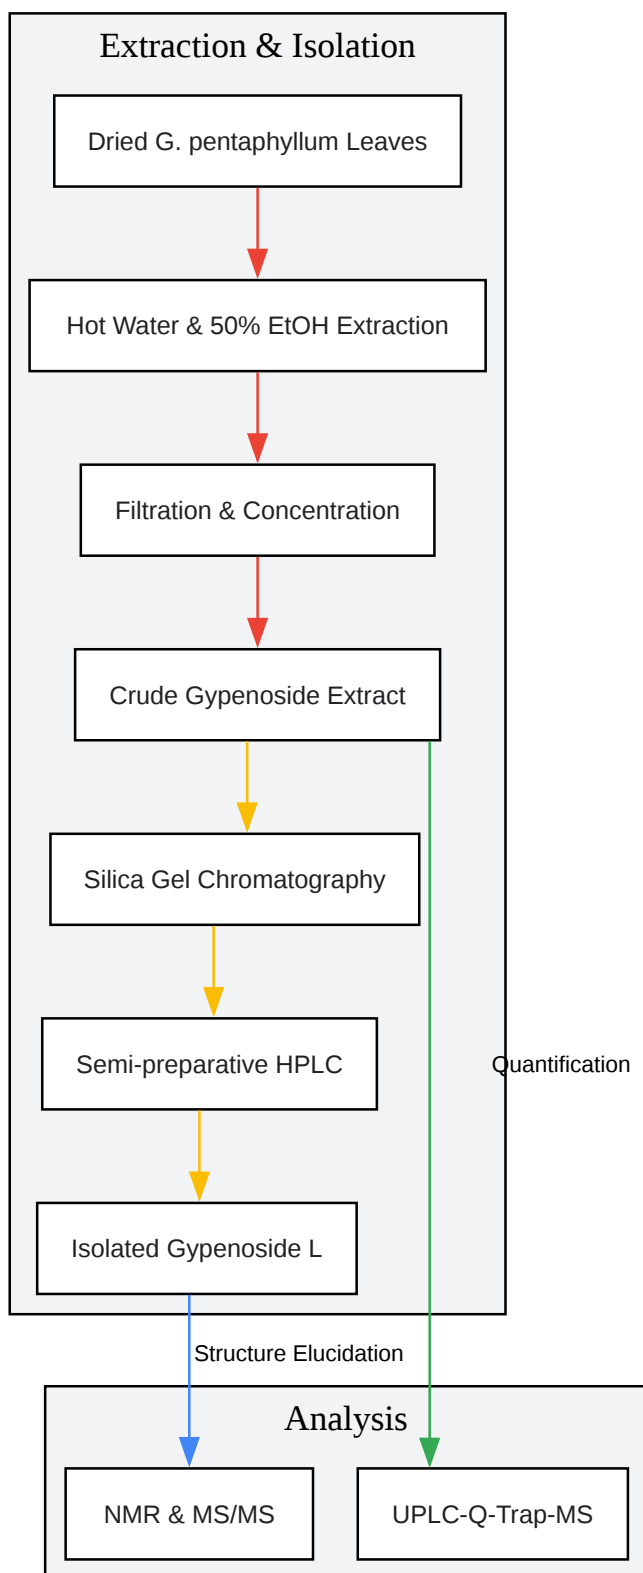 Extraction & Isolation
Dried G. pentaphyllum Leaves
Hot Water & 50% EtOH Extraction
Filtration & Concentration
Crude Gypenoside Extract
Silica Gel Chromatography
Semi-preparative HPLC
Quantification
Isolated Gypenoside L
Structure Elucidation
Analysis
NMR & MS/MS
UPLC-Q-Trap-MS